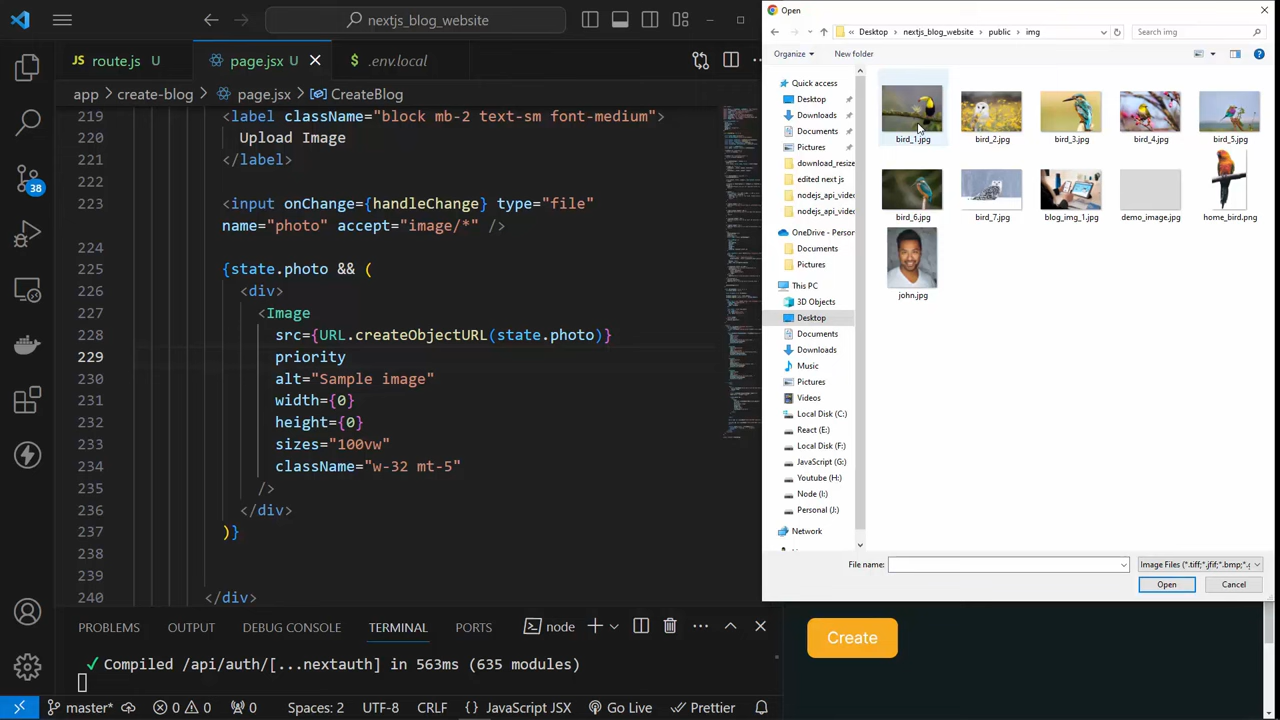 nextjs_blog_website
route.js U
page.jsx U
.env.local
app > create-blog > page.jsx > CreateBlog
220 <label className="block mb-2 text-sm font-medium">
221 Upload Image
222 </label>
<input onChange={handleChange} type="file"
name="photo" accept="image/*" />
224
225 {state.photo && (
226 <div>
227 <Image
228 src={URL.createObjectURL(state.photo)}
229 priority
230 alt="Sample image"
231 width={0}
232 height={0}
233 sizes="100vw"
234 className="w-32 mt-5"
235 />
236 </div>
237 )}
238
239
240 </div>
PROBLEMS OUTPUT DEBUG CONSOLE TERMINAL PORTS node
✓ Compiled /api/auth/[...nextauth] in 563ms (635 modules)
38
master* 0 0 0 Spaces: 2 UTF-8 CRLF {} JavaScript JSX Go Live Prettier
Open
« Desktop > nextjs_blog_website > public > img
Search img
Organize New folder
Quick access
Desktop
Downloads
Documents
Pictures
download_resize
edited next js
nodejs_api_video
nodejs_api_video
OneDrive - Person
Documents
Pictures
This PC
3D Objects
Desktop
Documents
Downloads
Music
Pictures
Videos
Local Disk (C:)
React (E:)
Local Disk (F:)
JavaScript (G:)
Youtube (H:)
Node (I:)
Personal (J:)
Network
bird_1.jpg bird_2.jpg bird_3.jpg bird_4.jpg bird_5.jpg
bird_6.jpg bird_7.jpg blog_img_1.jpg demo_image.jpg home_bird.png
john.jpg
File name:
Image Files (*.tiff;*.jfif;*.bmp;*.
Open Cancel
Create